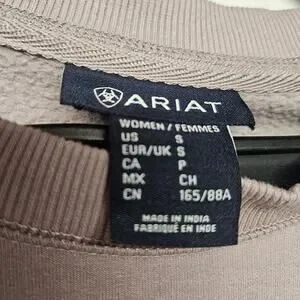 ARIAT
WOMEN / FEMMES
US S
EUR/UK S
CA P
MX CH
CN 165/88A
MADE IN INDIA
FABRIQUÉ EN INDE